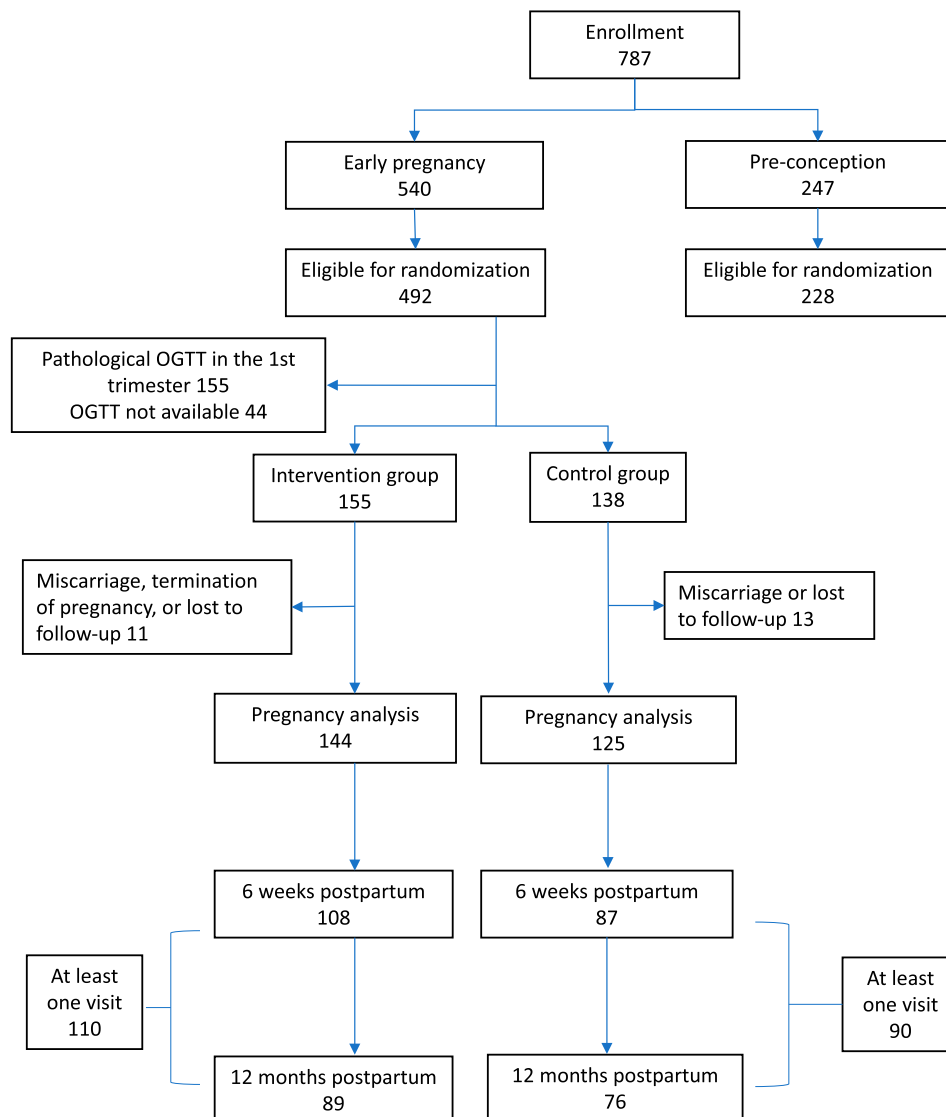 Enrollment
787
Early pregnancy
540
Pre-conception
247
Eligible for randomization
492
Eligible for randomization
228
Pathological OGTT in the 1st
trimester 155
OGTT not available 44
Intervention group
155
Control group
138
Miscarriage, termination
of pregnancy, or lost to
follow-up 11
Miscarriage or lost
to follow-up 13
Pregnancy analysis
144
Pregnancy analysis
125
6 weeks postpartum
108
6 weeks postpartum
87
At least
one visit
110
At least
one visit
90
12 months postpartum
89
12 months postpartum
76